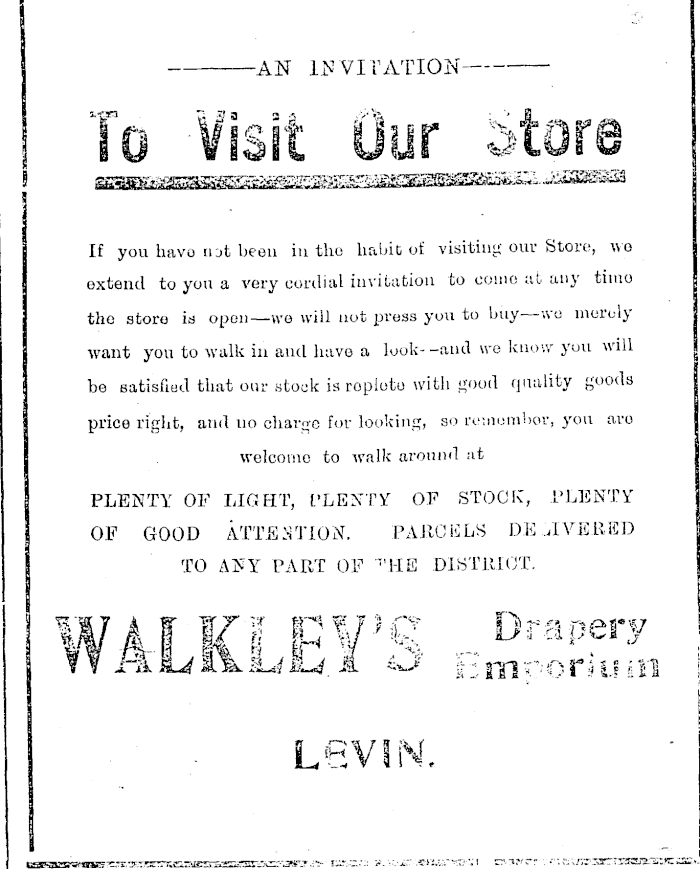 AN INVITATION
To Visit Our Store
If you have not been in the habit of visiting our Store, we
extend to you a very cordial invitation to come at any time
the store is open—we will not press you to buy—we merely
want you to walk in and have a look--and we know you will
be satisfied that our stock is replete with good quality goods
price right, and no charge for looking, so remember, you are
welcome to walk around at
PLENTY OF LIGHT, PLENTY OF STOCK, PLENTY
OF GOOD ATTENTION. PARCELS DELIVERED
TO ANY PART OF THE DISTRICT.
WALKLEY'S Drapery
Emporium
LEVIN.